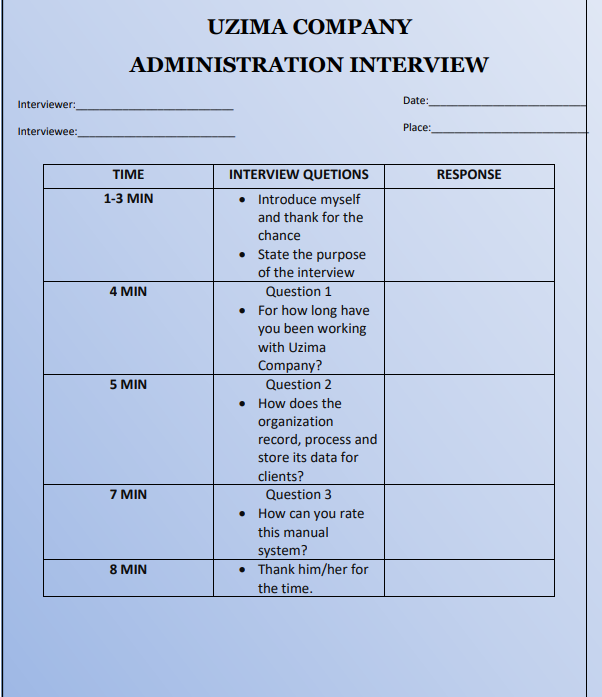 UZIMA COMPANY
ADMINISTRATION INTERVIEW
Interviewer:____________________________
Date:____________________________
Interviewee:____________________________
Place:____________________________
TIME INTERVIEW QUETIONS RESPONSE
1-3 MIN
• Introduce myself
and thank for the
chance
• State the purpose
of the interview
4 MIN
Question 1
• For how long have
you been working
with Uzima
Company?
5 MIN
Question 2
• How does the
organization
record, process and
store its data for
clients?
7 MIN
Question 3
• How can you rate
this manual
system?
8 MIN
• Thank him/her for
the time.